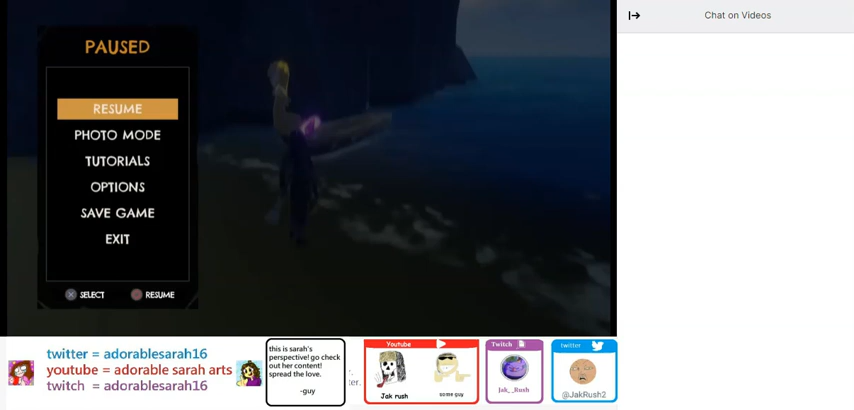 Chat on Videos
PAUSED
RESUME
PHOTO MODE
TUTORIALS
OPTIONS
SAVE GAME
EXIT
SELECT
RESUME
twitter = adorablesarah16
youtube = adorable sarah arts
twitch = adorablesarah16
this is sarah's
perspective! go check
out her content!
spread the love.
-guy
Youtube
Jak rush
some guy
Twitch
Jak,_Rush
twitter
@JakRush2